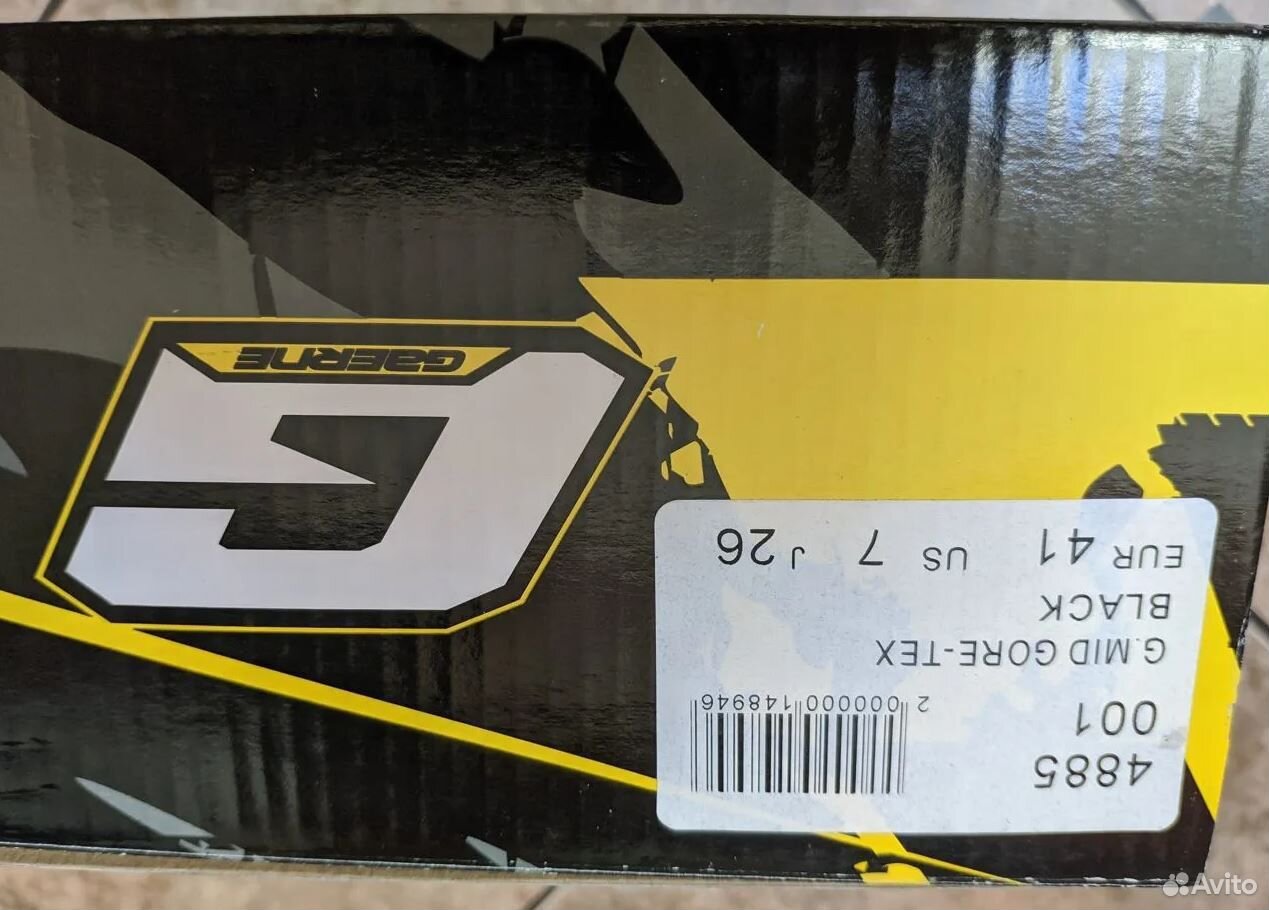 4885
001
2 000000 148946
G.MID GORE-TEX
BLACK
EUR 41 US 7 J 26
GAERNE
G
Avito